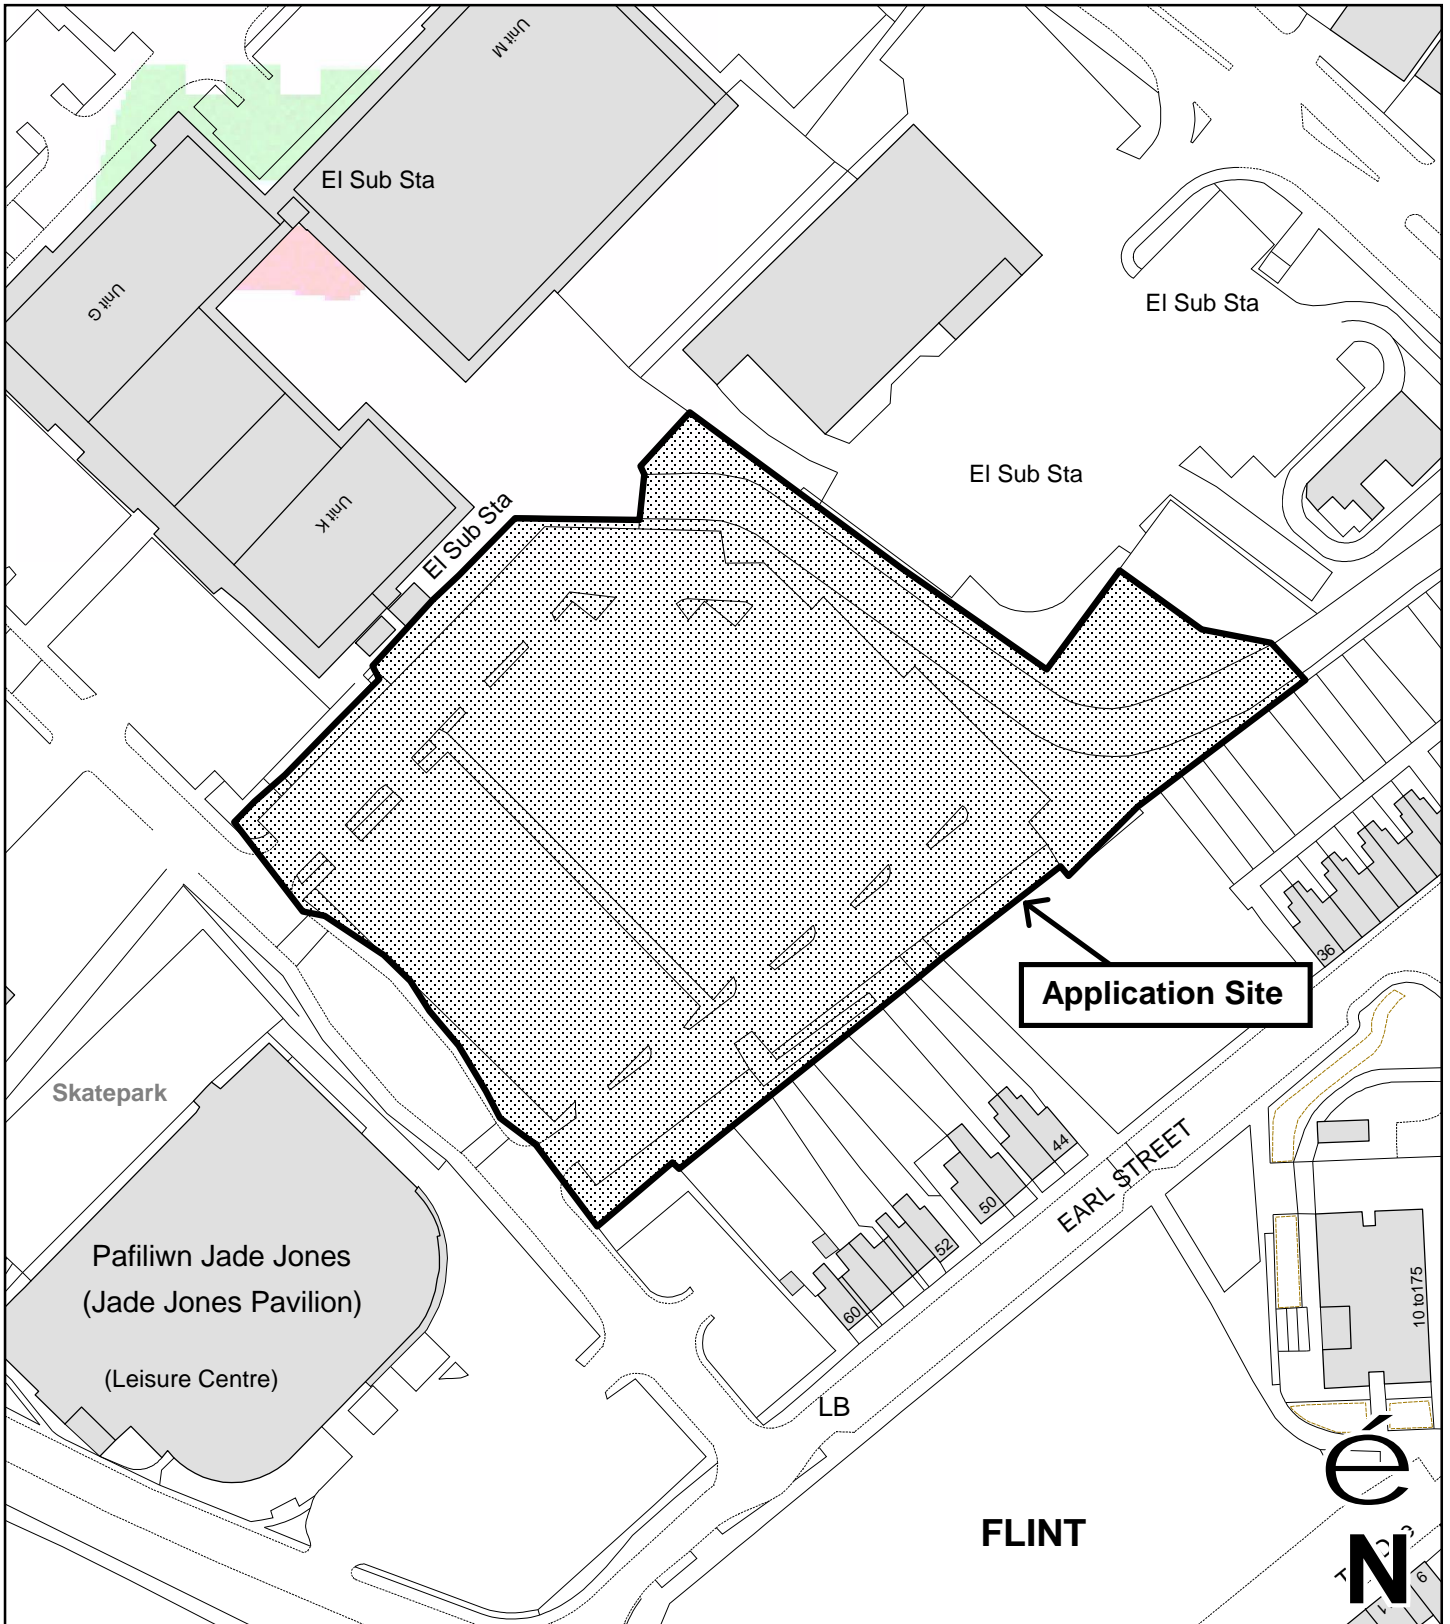 Unit M
El Sub Sta
Unit G
El Sub Sta
El Sub Sta
Unit K
El Sub Sta
Application Site
36
Skatepark
44
EARL STREET
50
52
Pafiliwn Jade Jones
(Jade Jones Pavilion)
10 to175
60
(Leisure Centre)
LB
é
FLINT
N
6